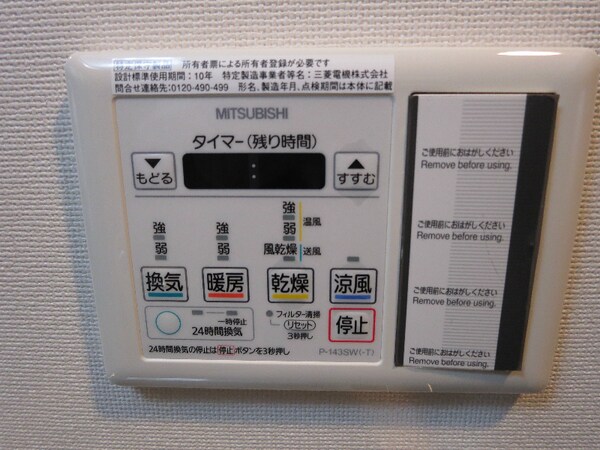 特定保守製品 所有者票による所有者登録が必要です
設計標準使用期間：10年 特定製造事業者等名：三菱電機株式会社
問合せ連絡先：0120-490-499 形名、製造年月、点検期間は本体に記載
MITSUBISHI
タイマー（残り時間）
▼
もどる
:
▲
すすむ
強
弱
強
弱
強
弱
温風
風乾燥
送風
換気
暖房
乾燥
涼風
一時停止
24時間換気
フィルター清掃
リセット
3秒押し
停止
24時間換気の停止は停止ボタンを3秒押し
P-143SW(-T)
ご使用前におはがしください
Remove before using.
ご使用前におはがしください
Remove before using.
ご使用前におはがしください
Remove before using.
ご使用前におはがしください
Remove before using.